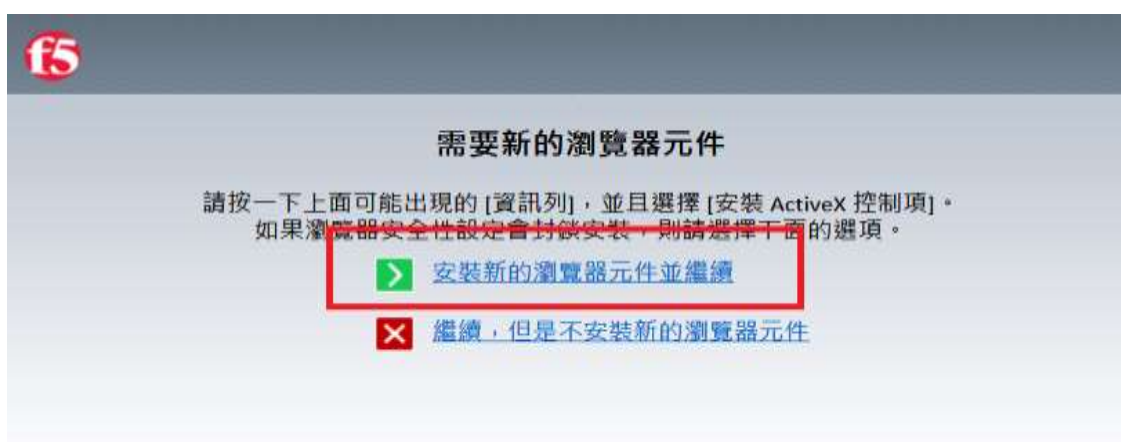 f5
需要新的瀏覽器元件
請按一下上面可能出現的 [資訊列],並且選擇 [安裝 ActiveX 控制項]。
如果瀏覽器安全性設定會封鎖安裝,則請選擇下面的選項。
安裝新的瀏覽器元件並繼續
繼續,但是不安裝新的瀏覽器元件